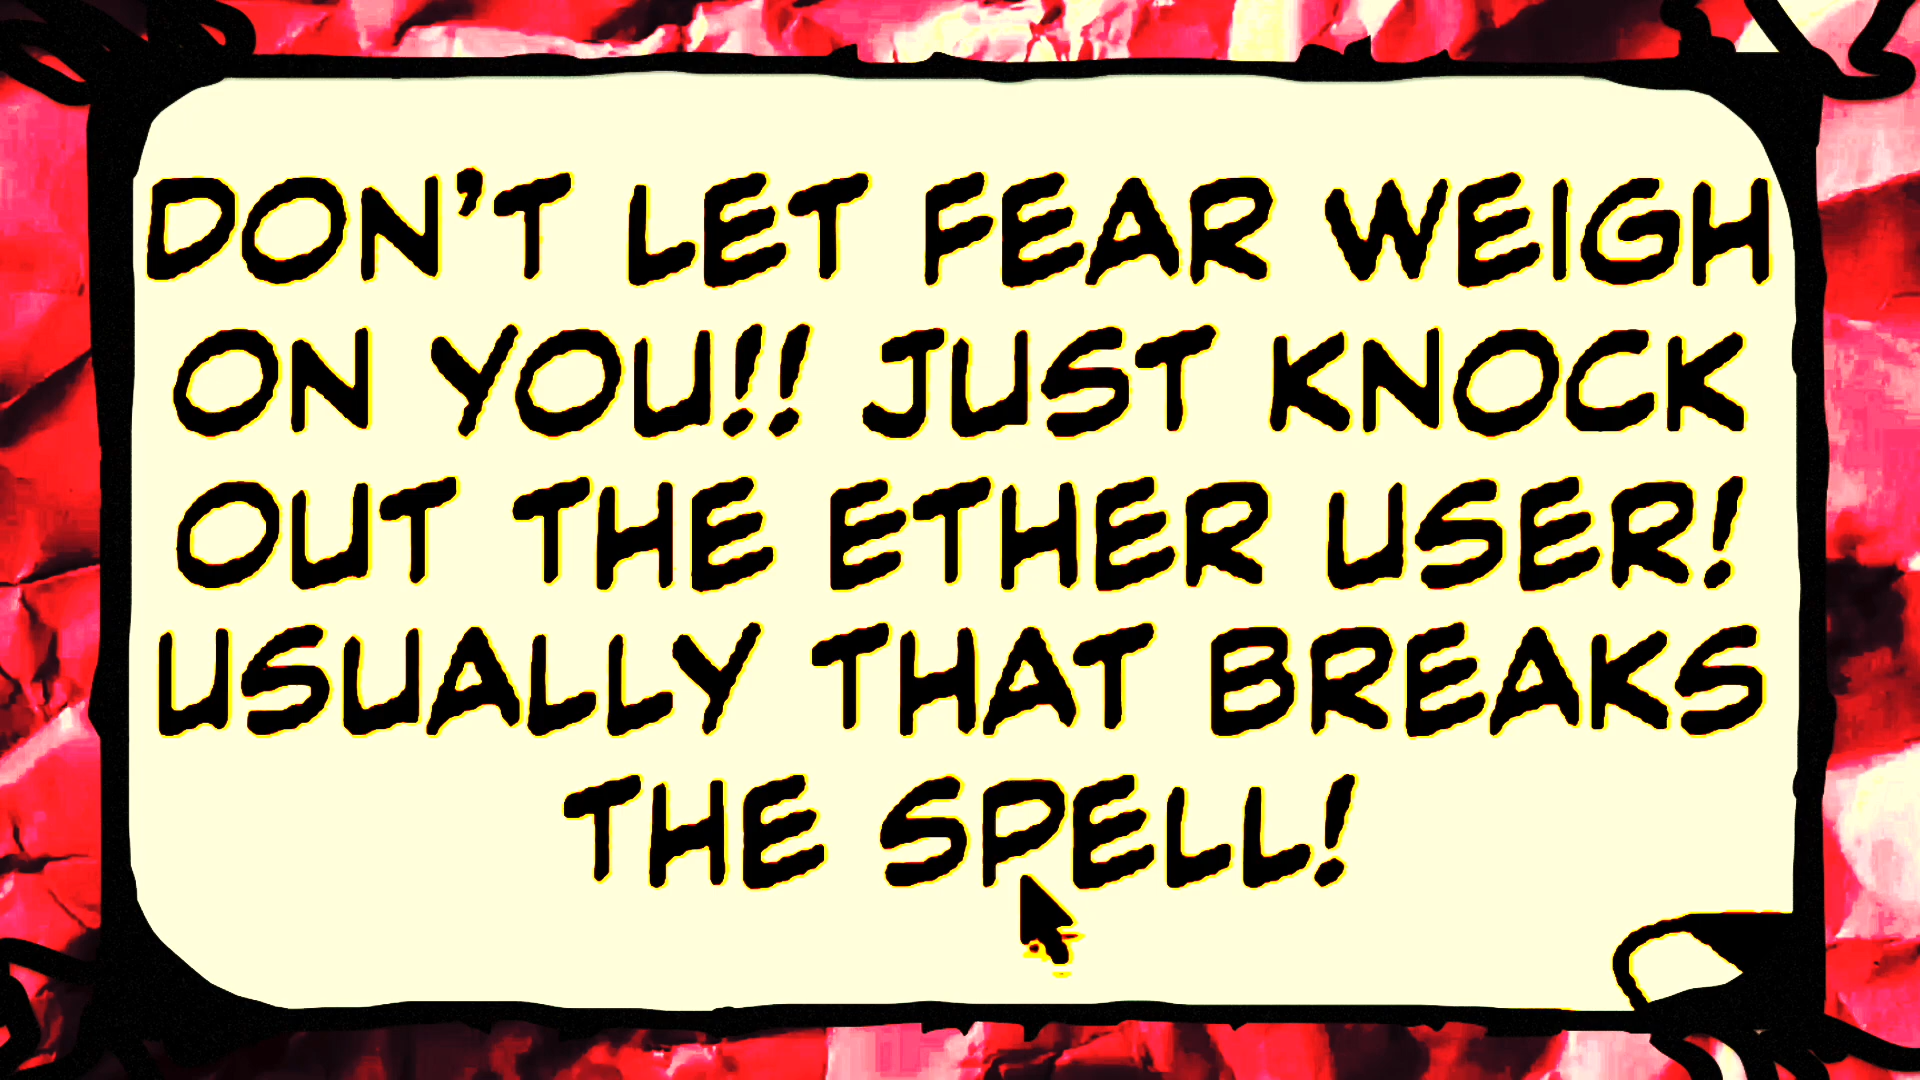 DON'T LET FEAR WEIGH
ON YOU!! JUST KNOCK
OUT THE ETHER USER!
USUALLY THAT BREAKS
THE SPELL!